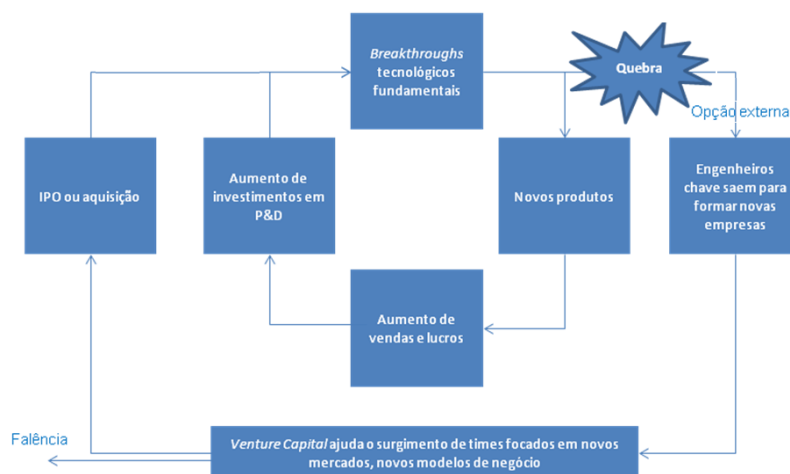 Breakthroughs
tecnológicos
fundamentais
Quebra
Opção externa
IPO ou aquisição
Aumento de
investimentos em
P&D
Novos produtos
Engenheiros
chave saem para
formar novas
empresas
Aumento de
vendas e lucros
Falência
Venture Capital ajuda o surgimento de times focados em novos
mercados, novos modelos de negócio